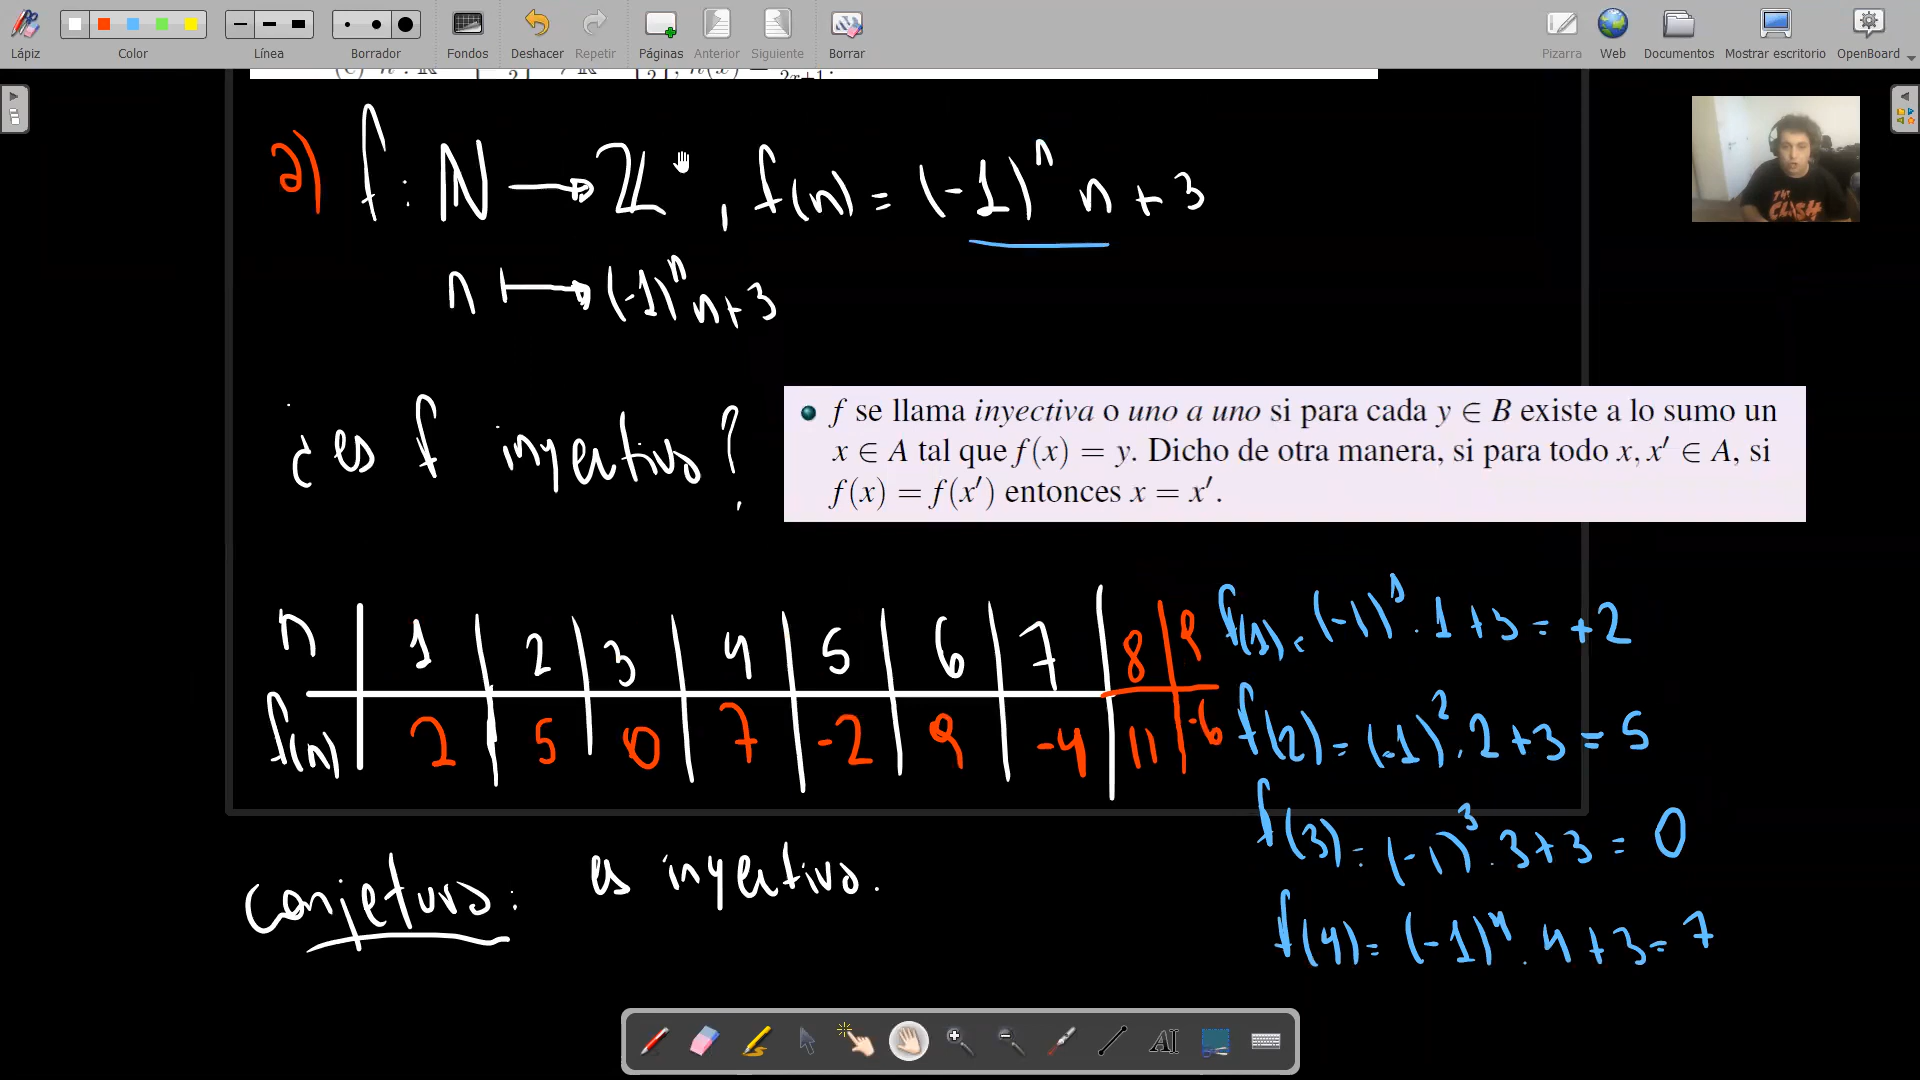 Lápiz
Color
Línea
Borrador
Fondos
Deshacer
Repetir
Páginas
Anterior
Siguiente
Borrar
Pizarra
Web
Documentos
Mostrar escritorio
OpenBoard
a) f : ℕ → ℤ , f(n) = (-1)ⁿ n + 3
n ↦ (-1)ⁿ n + 3
THE
CLASH
¿es f inyectiva?
f se llama inyectiva o uno a uno si para cada y ∈ B existe a lo sumo un
x ∈ A tal que f(x) = y. Dicho de otra manera, si para todo x, x′ ∈ A, si
f(x) = f(x′) entonces x = x′.
n 1 2 3 4 5 6 7 8 9
f(n) 2 5 0 7 -2 9 -4 11 -6
f(1) = (-1)¹ . 1 + 3 = +2
f(2) = (-1)² . 2 + 3 = 5
f(3) = (-1)³ . 3 + 3 = 0
f(4) = (-1)⁴ . 4 + 3 = 7
conjetura: es inyectiva.
AI